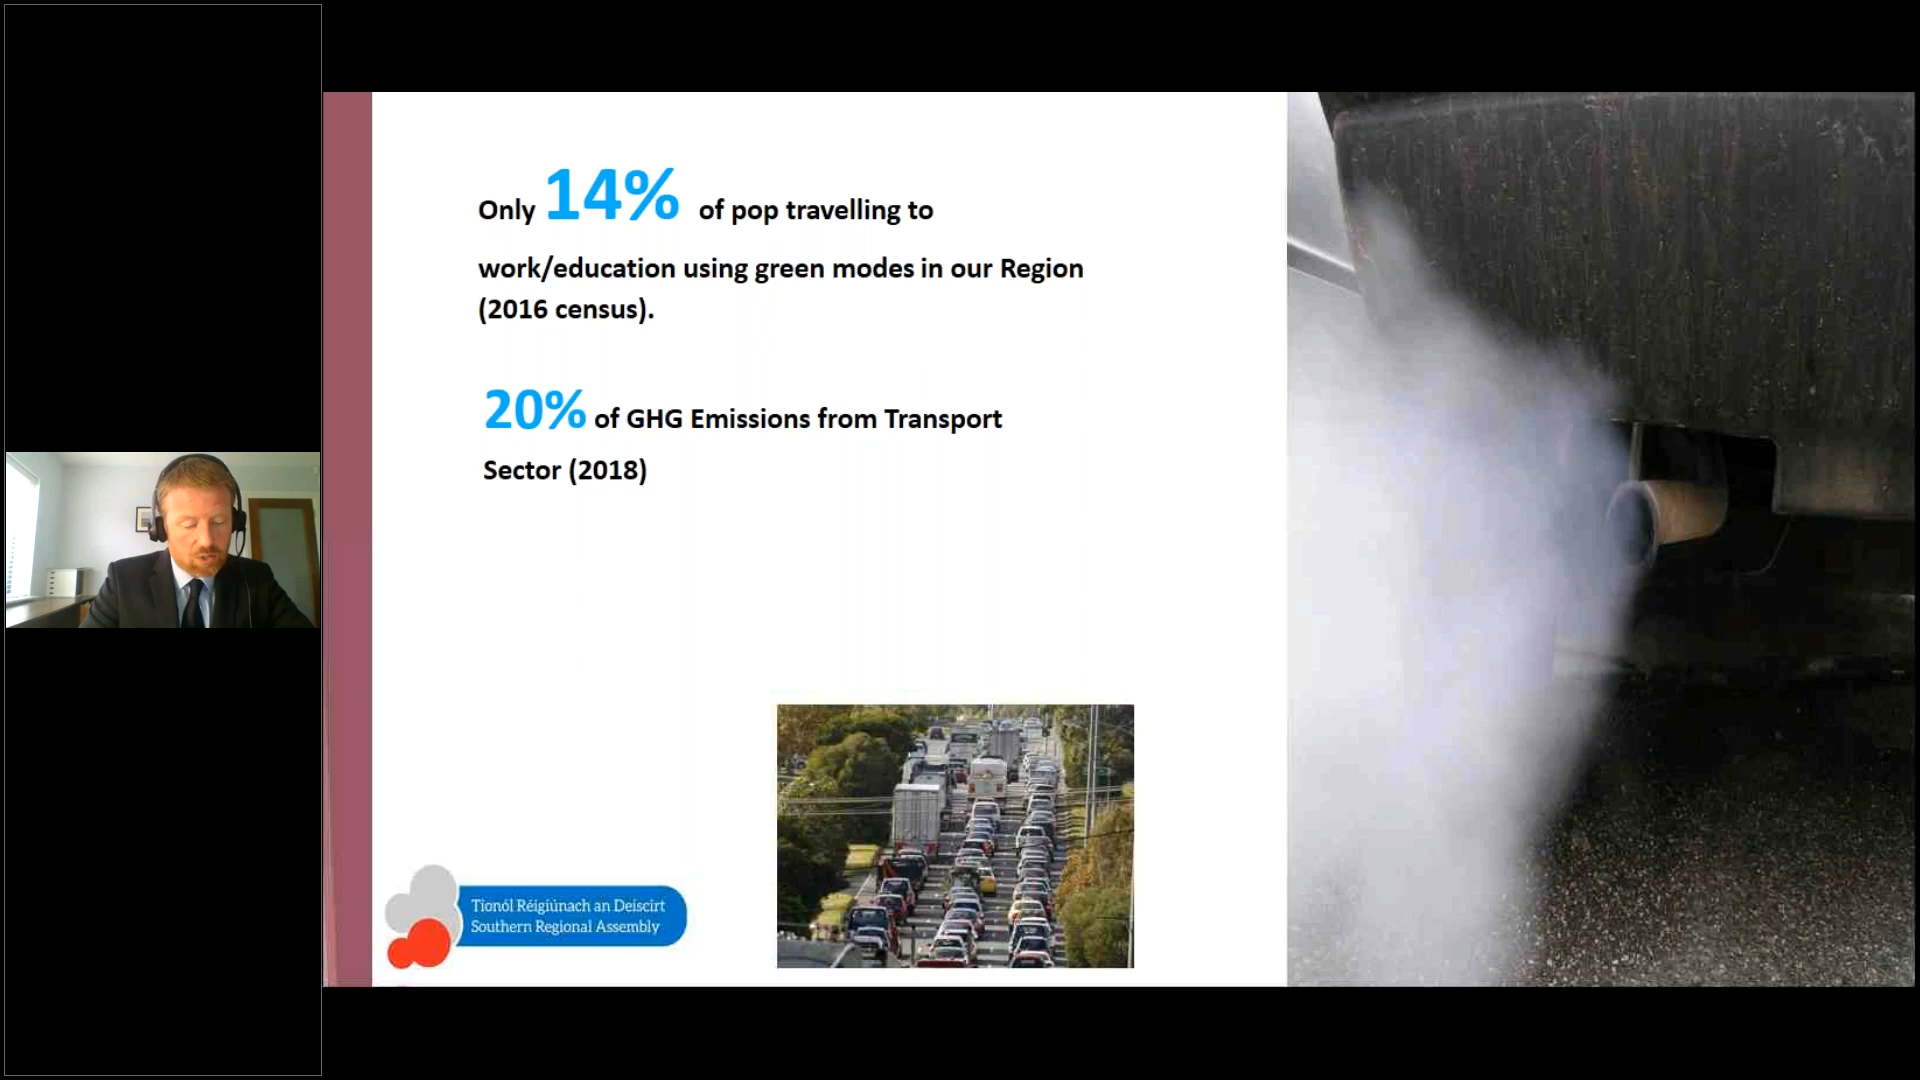 Only 14% of pop travelling to
work/education using green modes in our Region
(2016 census).
20% of GHG Emissions from Transport
Sector (2018)
Tionól Réigiúnach an Deiscirt
Southern Regional Assembly